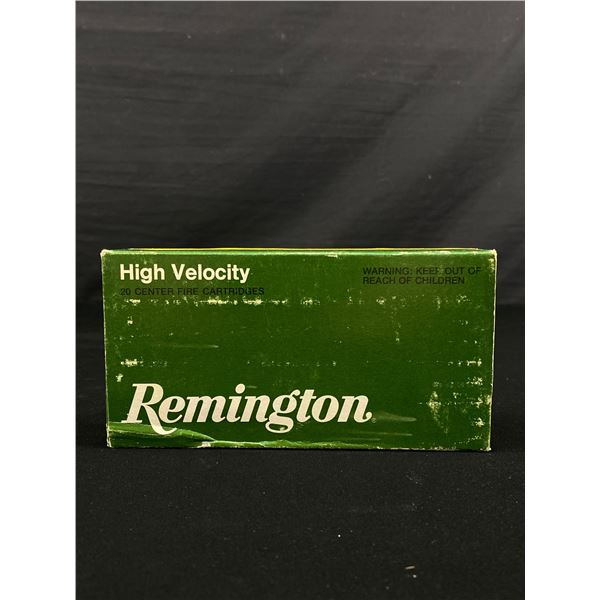 High Velocity
20 CENTER FIRE CARTRIDGES
WARNING: KEEP OUT OF
REACH OF CHILDREN
Remington®